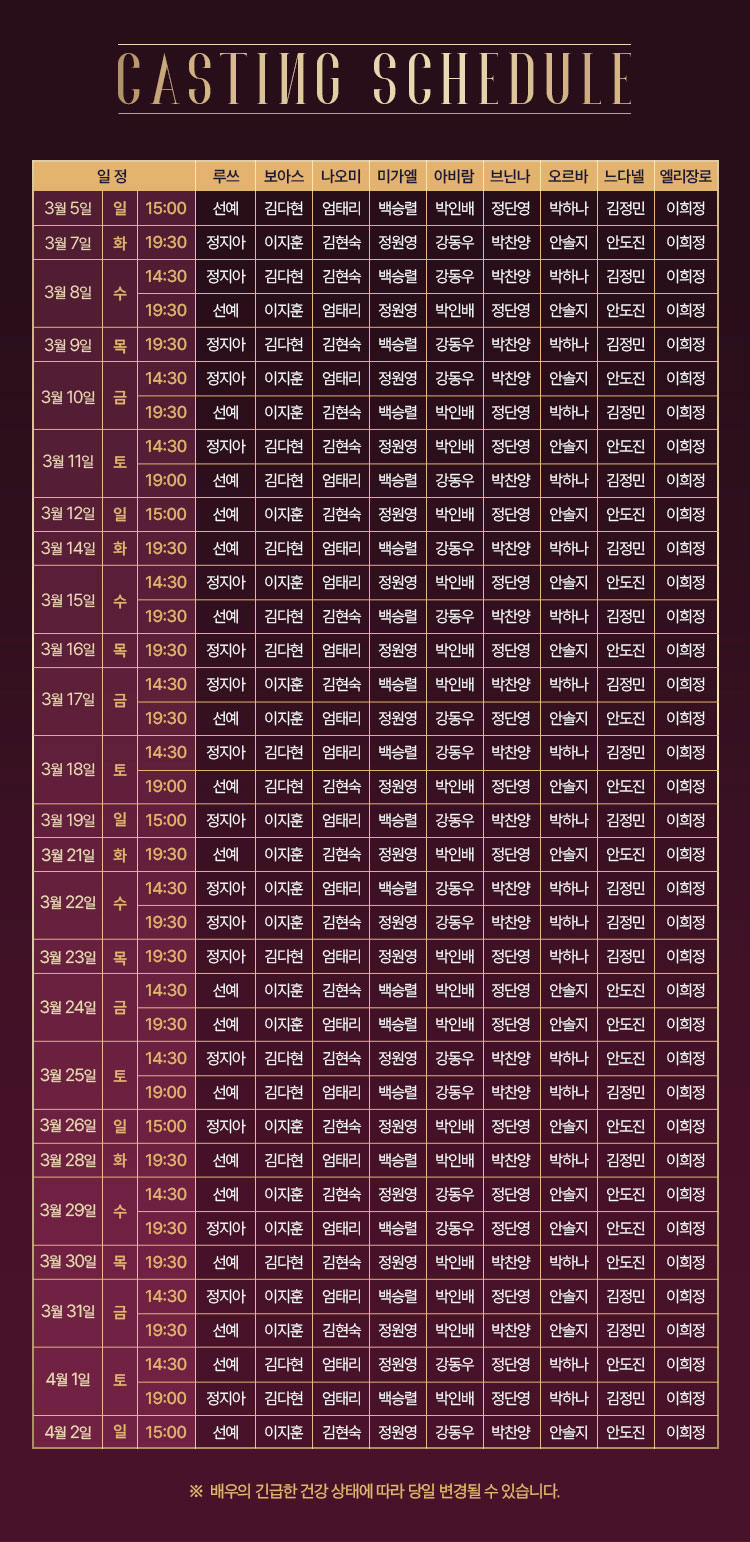 CASTING SCHEDULE
일 정 루쓰 보아스 나오미 미가엘 아비람 브닌나 오르바 느다넬 엘리장로
3월 5일 일 15:00 선예 김다현 엄태리 백승렬 박인배 정단영 박하나 김정민 이희정
3월 7일 화 19:30 정지아 이지훈 김현숙 정원영 강동우 박찬양 안솔지 안도진 이희정
3월 8일 수 14:30 정지아 김다현 김현숙 백승렬 강동우 박찬양 박하나 김정민 이희정
19:30 선예 이지훈 엄태리 정원영 박인배 정단영 안솔지 안도진 이희정
3월 9일 목 19:30 정지아 김다현 김현숙 백승렬 강동우 박찬양 박하나 김정민 이희정
3월 10일 금 14:30 정지아 이지훈 엄태리 정원영 강동우 박찬양 안솔지 안도진 이희정
19:30 선예 이지훈 김현숙 백승렬 박인배 정단영 박하나 김정민 이희정
3월 11일 토 14:30 정지아 김다현 김현숙 정원영 박인배 정단영 안솔지 안도진 이희정
19:00 선예 김다현 엄태리 백승렬 강동우 박찬양 박하나 김정민 이희정
3월 12일 일 15:00 선예 이지훈 김현숙 정원영 박인배 정단영 안솔지 안도진 이희정
3월 14일 화 19:30 선예 김다현 엄태리 백승렬 강동우 박찬양 박하나 김정민 이희정
3월 15일 수 14:30 정지아 이지훈 엄태리 정원영 박인배 정단영 안솔지 안도진 이희정
19:30 선예 김다현 김현숙 백승렬 강동우 박찬양 박하나 김정민 이희정
3월 16일 목 19:30 정지아 김다현 엄태리 정원영 박인배 정단영 안솔지 안도진 이희정
3월 17일 금 14:30 정지아 이지훈 김현숙 백승렬 박인배 박찬양 박하나 김정민 이희정
19:30 선예 이지훈 엄태리 정원영 강동우 정단영 안솔지 안도진 이희정
3월 18일 토 14:30 정지아 김다현 엄태리 백승렬 강동우 박찬양 박하나 김정민 이희정
19:00 선예 김다현 김현숙 정원영 박인배 정단영 안솔지 안도진 이희정
3월 19일 일 15:00 정지아 이지훈 엄태리 백승렬 강동우 박찬양 박하나 김정민 이희정
3월 21일 화 19:30 선예 이지훈 김현숙 정원영 박인배 정단영 안솔지 안도진 이희정
3월 22일 수 14:30 정지아 이지훈 엄태리 백승렬 강동우 박찬양 박하나 김정민 이희정
19:30 정지아 이지훈 김현숙 정원영 강동우 박찬양 박하나 김정민 이희정
3월 23일 목 19:30 정지아 김다현 엄태리 정원영 박인배 정단영 박하나 김정민 이희정
3월 24일 금 14:30 선예 이지훈 김현숙 백승렬 박인배 정단영 안솔지 안도진 이희정
19:30 선예 이지훈 엄태리 백승렬 박인배 정단영 안솔지 안도진 이희정
3월 25일 토 14:30 정지아 김다현 김현숙 정원영 강동우 박찬양 박하나 안도진 이희정
19:00 선예 김다현 엄태리 백승렬 강동우 박찬양 박하나 김정민 이희정
3월 26일 일 15:00 정지아 이지훈 김현숙 정원영 박인배 정단영 안솔지 안도진 이희정
3월 28일 화 19:30 선예 김다현 엄태리 백승렬 박인배 박찬양 박하나 김정민 이희정
3월 29일 수 14:30 선예 이지훈 김현숙 정원영 강동우 정단영 안솔지 안도진 이희정
19:30 정지아 이지훈 엄태리 백승렬 강동우 정단영 안솔지 안도진 이희정
3월 30일 목 19:30 선예 김다현 김현숙 정원영 박인배 박찬양 박하나 안도진 이희정
3월 31일 금 14:30 정지아 이지훈 엄태리 백승렬 박인배 정단영 안솔지 김정민 이희정
19:30 선예 이지훈 김현숙 정원영 박인배 박찬양 안솔지 김정민 이희정
4월 1일 토 14:30 선예 김다현 엄태리 정원영 강동우 정단영 박하나 안도진 이희정
19:00 정지아 김다현 엄태리 백승렬 박인배 정단영 박하나 김정민 이희정
4월 2일 일 15:00 선예 이지훈 김현숙 정원영 강동우 박찬양 안솔지 안도진 이희정
※ 배우의 긴급한 건강 상태에 따라 당일 변경될 수 있습니다.